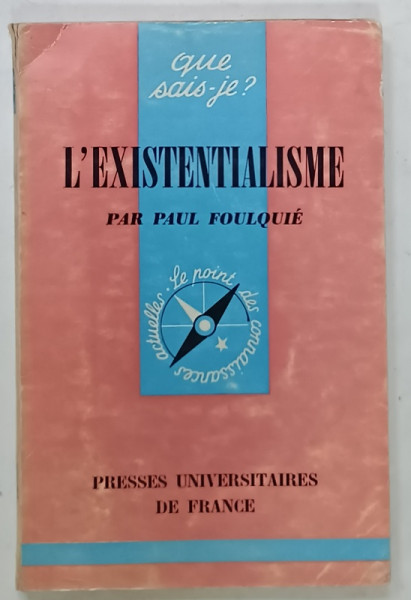 que
sais-je?
L'EXISTENTIALISME
PAR PAUL FOULQUIÉ
Le point des connaissances actuelles.
PRESSES UNIVERSITAIRES
DE FRANCE